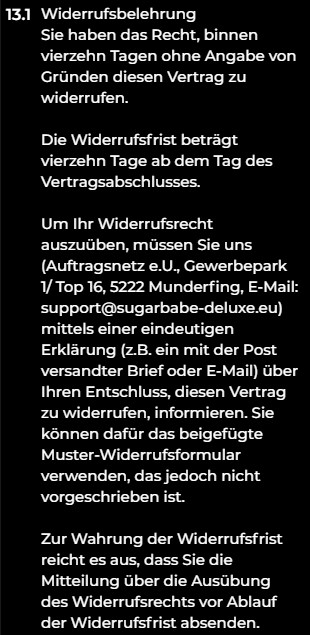 13.1 Widerrufsbelehrung
Sie haben das Recht, binnen
vierzehn Tagen ohne Angabe von
Gründen diesen Vertrag zu
widerrufen.
Die Widerrufsfrist beträgt
vierzehn Tage ab dem Tag des
Vertragsabschlusses.
Um Ihr Widerrufsrecht
auszuüben, müssen Sie uns
(Auftragsnetz e.U., Gewerbepark
1/ Top 16, 5222 Munderfing, E-Mail:
support@sugarbabe-deluxe.eu)
mittels einer eindeutigen
Erklärung (z.B. ein mit der Post
versandter Brief oder E-Mail) über
Ihren Entschluss, diesen Vertrag
zu widerrufen, informieren. Sie
können dafür das beigefügte
Muster-Widerrufsformular
verwenden, das jedoch nicht
vorgeschrieben ist.
Zur Wahrung der Widerrufsfrist
reicht es aus, dass Sie die
Mitteilung über die Ausübung
des Widerrufsrechts vor Ablauf
der Widerrufsfrist absenden.